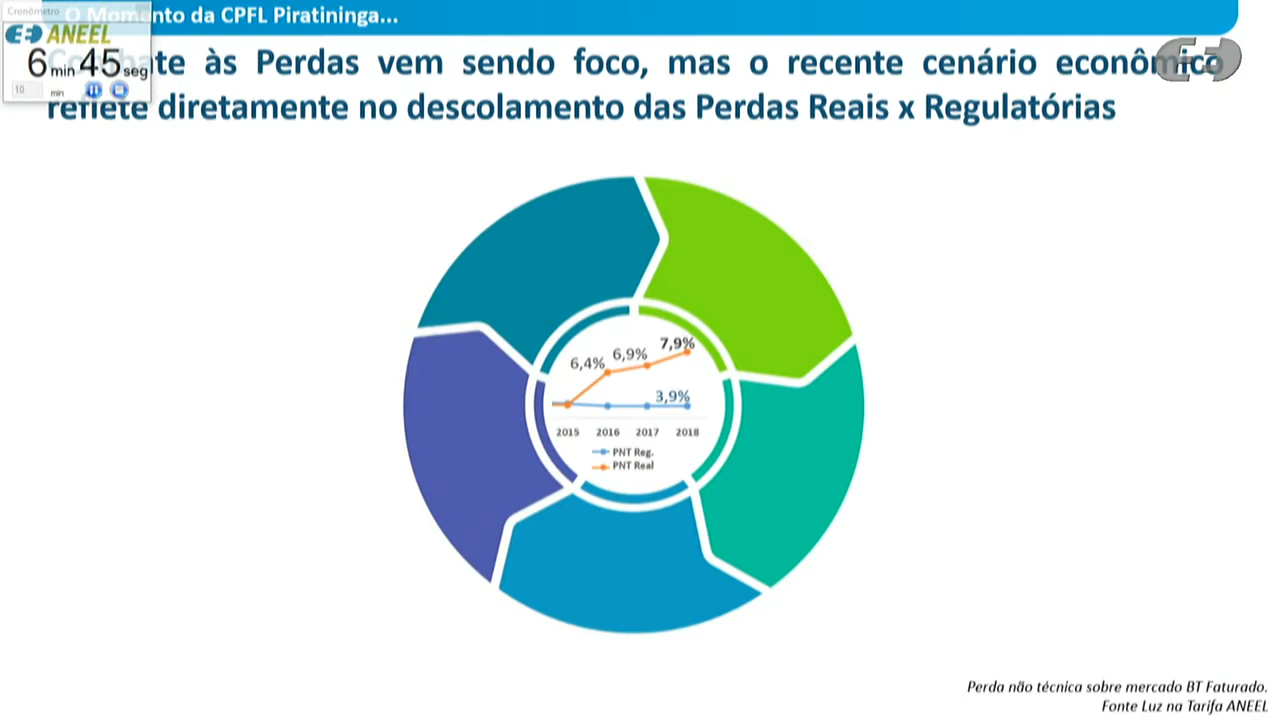 Cronômetro
O Momento da CPFL Piratininga...
ANEEL
6 min 45 seg
10 min
Combate às Perdas vem sendo foco, mas o recente cenário econômico
reflete diretamente no descolamento das Perdas Reais x Regulatórias
6,4% 6,9% 7,9%
3,9%
2015 2016 2017 2018
PNT Reg.
PNT Real
Perda não técnica sobre mercado BT Faturado.
Fonte Luz na Tarifa ANEEL